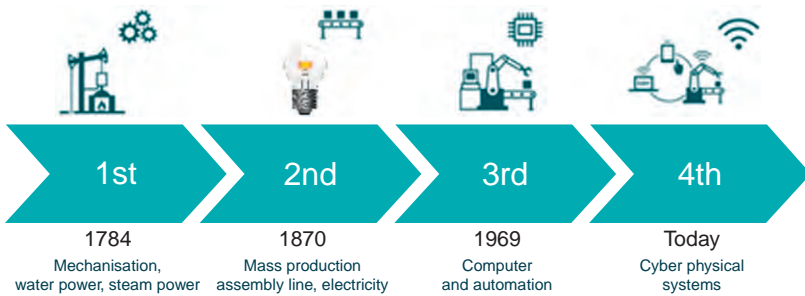 1st
2nd
3rd
4th
1784
1870
1969
Today
Mechanisation,
water power, steam power
Mass production
assembly line, electricity
Computer
and automation
Cyber physical
systems